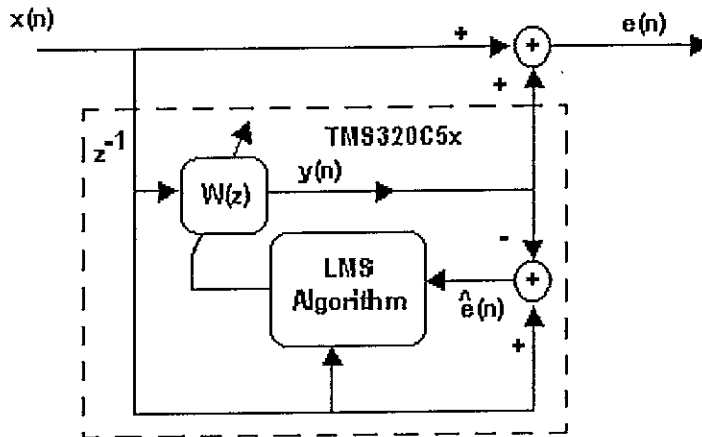 x(n)
+
+
e(n)
+
z-1
TMS320C5x
W(z)
y(n)
-
LMS
Algorithm
+
^e(n)
+